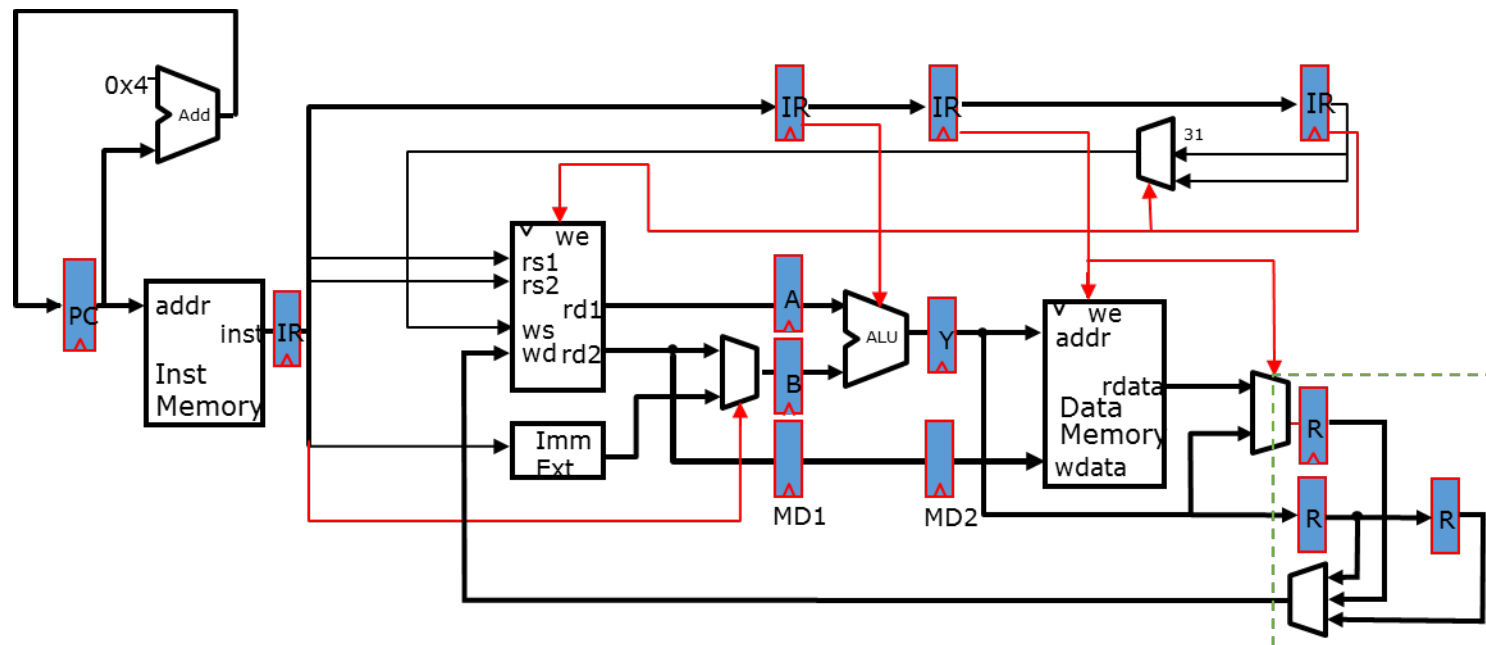 0x4
Add
PC
addr
inst
Inst
Memory
IR
IR
IR
IR
31
we
rs1
rs2
rd1
ws
wd
rd2
Imm
Ext
A
B
MD1
ALU
Y
MD2
we
addr
rdata
Data
Memory
wdata
R
R
R